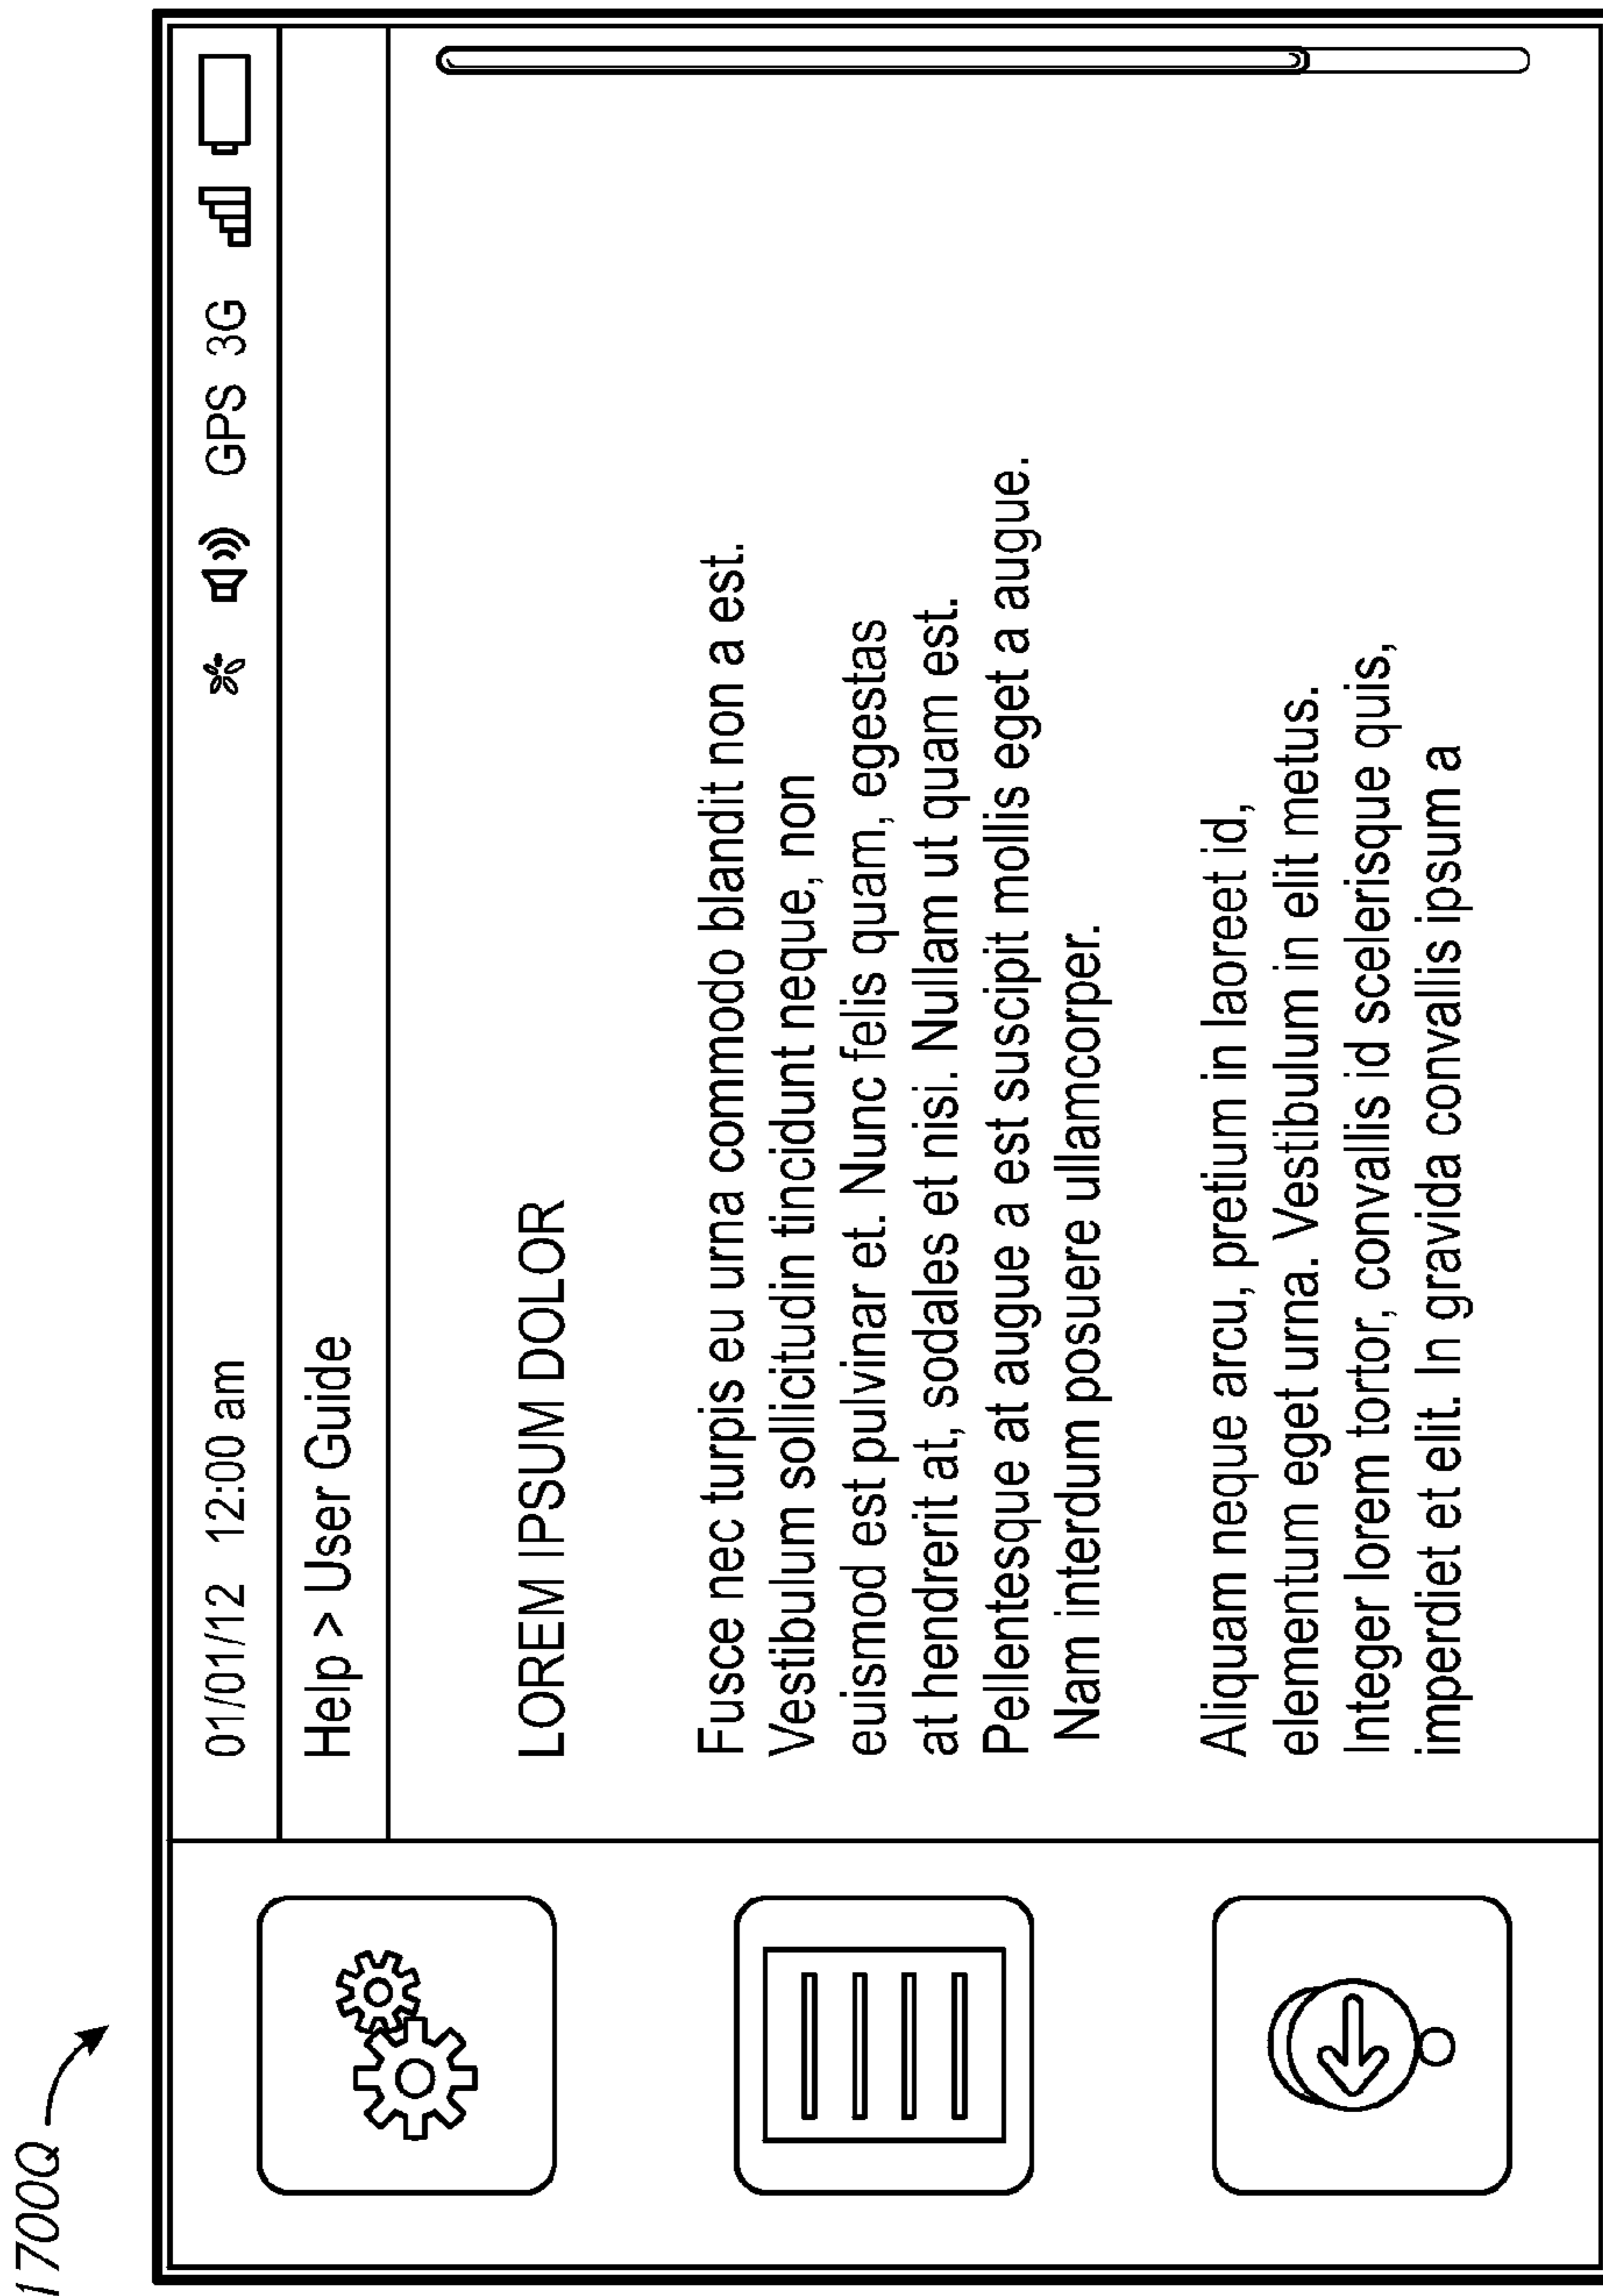 1700Q
01/01/12 12:00 am GPS 3G
Help > User Guide
LOREM IPSUM DOLOR
Fusce nec turpis eu urna commodo blandit non a est.
Vestibulum sollicitudin tincidunt neque, non
euismod est pulvinar et. Nunc felis quam, egestas
at hendrerit at, sodales et nisi. Nullam ut quam est.
Pellentesque at augue a est suscipit mollis eget a augue.
Nam interdum posuere ullamcorper.
Aliquam neque arcu, pretium in laoreet id,
elementum eget urna. Vestibulum in elit metus.
Integer lorem tortor, convallis id scelerisque quis,
imperdiet et elit. In gravida convallis ipsum a